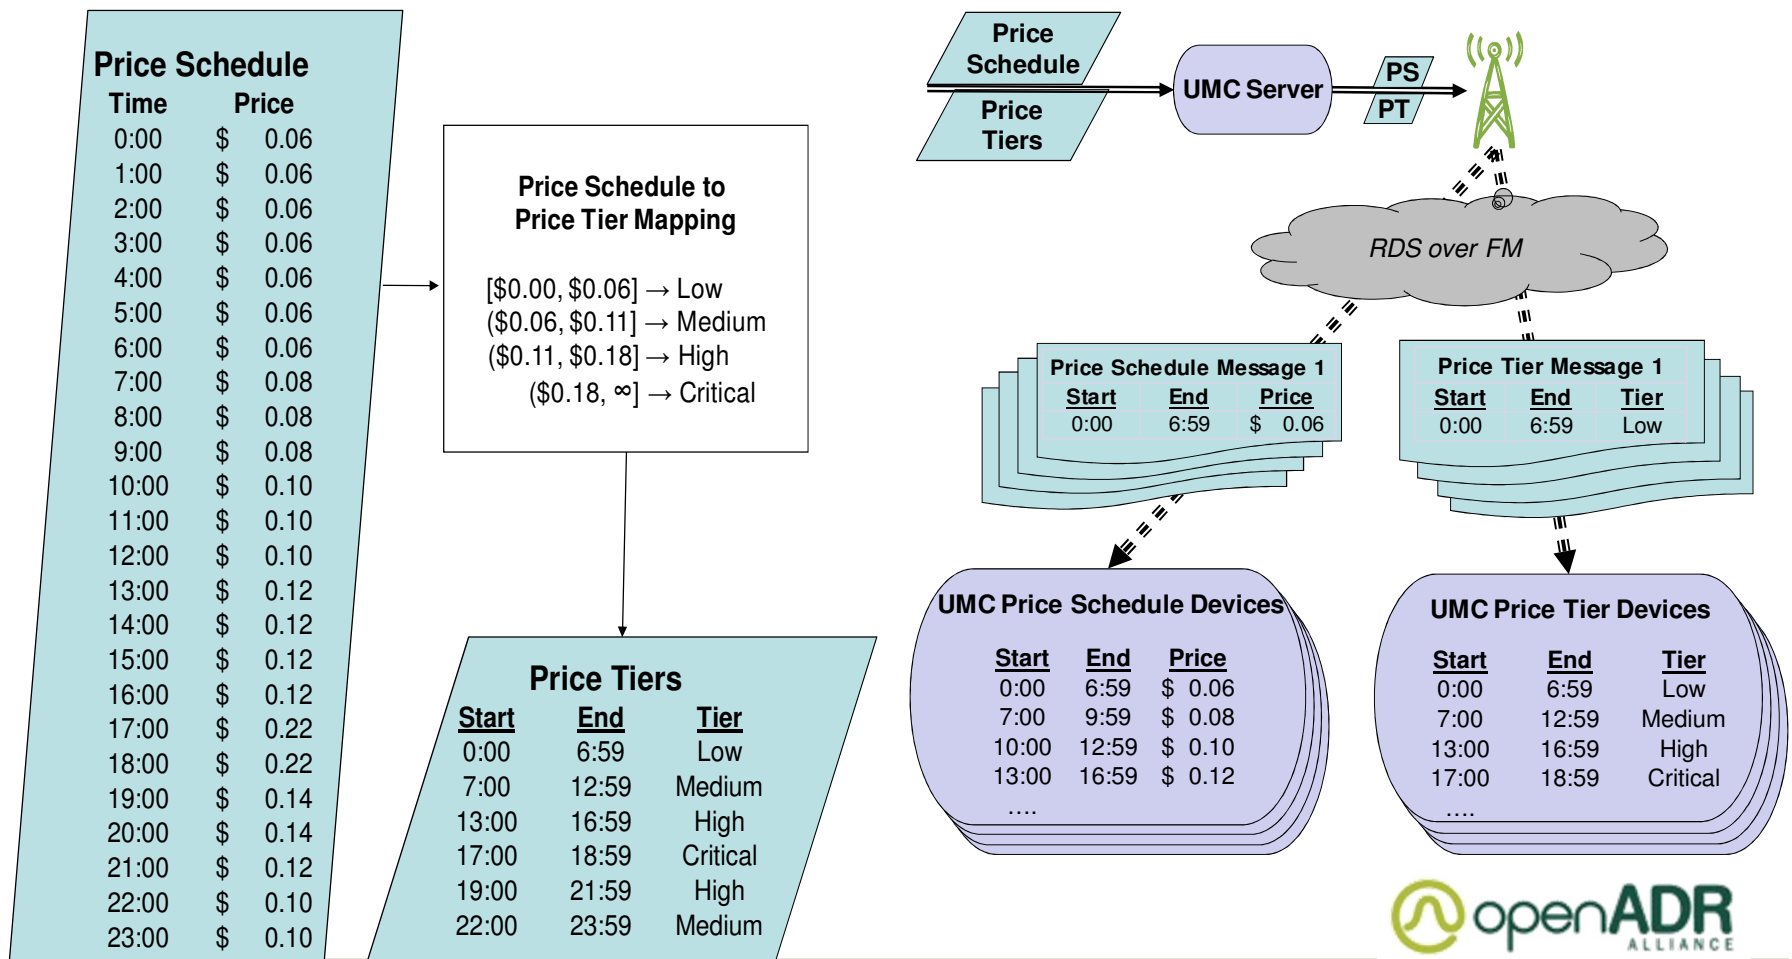 Price Schedule
Time Price
0:00 $ 0.06
1:00 $ 0.06
2:00 $ 0.06
3:00 $ 0.06
4:00 $ 0.06
5:00 $ 0.06
6:00 $ 0.06
7:00 $ 0.08
8:00 $ 0.08
9:00 $ 0.08
10:00 $ 0.10
11:00 $ 0.10
12:00 $ 0.10
13:00 $ 0.12
14:00 $ 0.12
15:00 $ 0.12
16:00 $ 0.12
17:00 $ 0.22
18:00 $ 0.22
19:00 $ 0.14
20:00 $ 0.14
21:00 $ 0.12
22:00 $ 0.10
23:00 $ 0.10
Price Schedule to
Price Tier Mapping
[$0.00, $0.06] → Low
($0.06, $0.11] → Medium
($0.11, $0.18] → High
($0.18, ∞] → Critical
Price Tiers
Start End Tier
0:00 6:59 Low
7:00 12:59 Medium
13:00 16:59 High
17:00 18:59 Critical
19:00 21:59 High
22:00 23:59 Medium
Price
Schedule
Price
Tiers
UMC Server
PS
PT
RDS over FM
Price Schedule Message 1
Start End Price
0:00 6:59 $ 0.06
Price Tier Message 1
Start End Tier
0:00 6:59 Low
UMC Price Schedule Devices
Start End Price
0:00 6:59 $ 0.06
7:00 9:59 $ 0.08
10:00 12:59 $ 0.10
13:00 16:59 $ 0.12
....
UMC Price Tier Devices
Start End Tier
0:00 6:59 Low
7:00 12:59 Medium
13:00 16:59 High
17:00 18:59 Critical
....
openADR
ALLIANCE